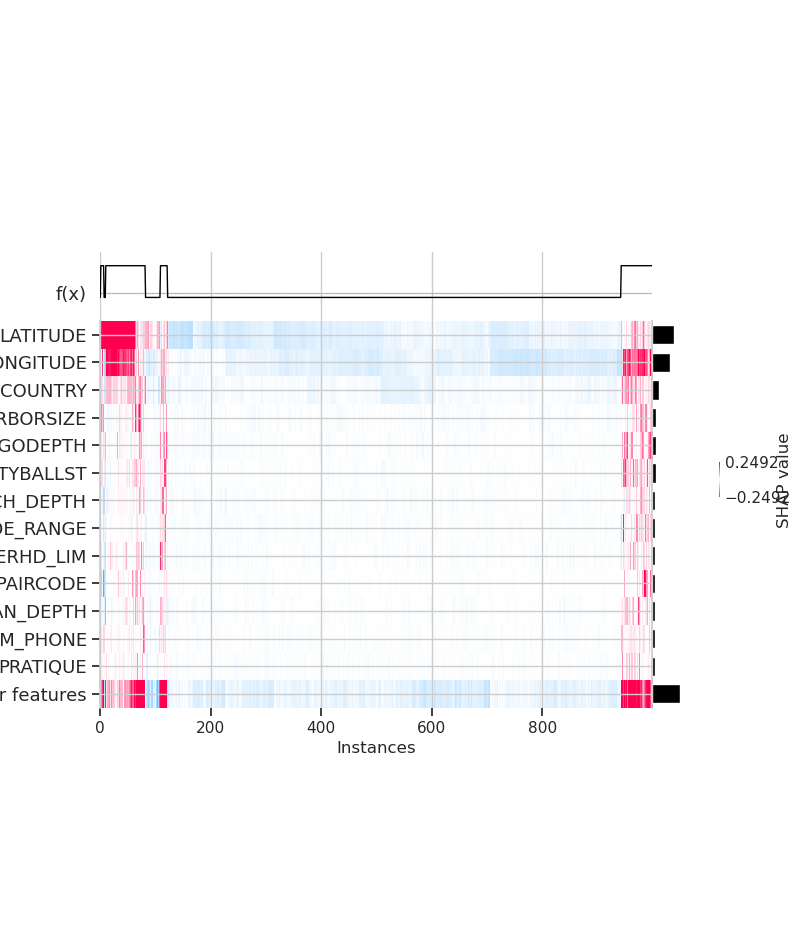 f(x)
LATITUDE
ONGITUDE
COUNTRY
RBORSIZE
GODEPTH
TYBALLST
CH_DEPTH
DE_RANGE
ERHD_LIM
PAIRCODE
AN_DEPTH
M_PHONE
PRATIQUE
r features
0 200 400 600 800
Instances
0.2492
−0.2492
SHAP value